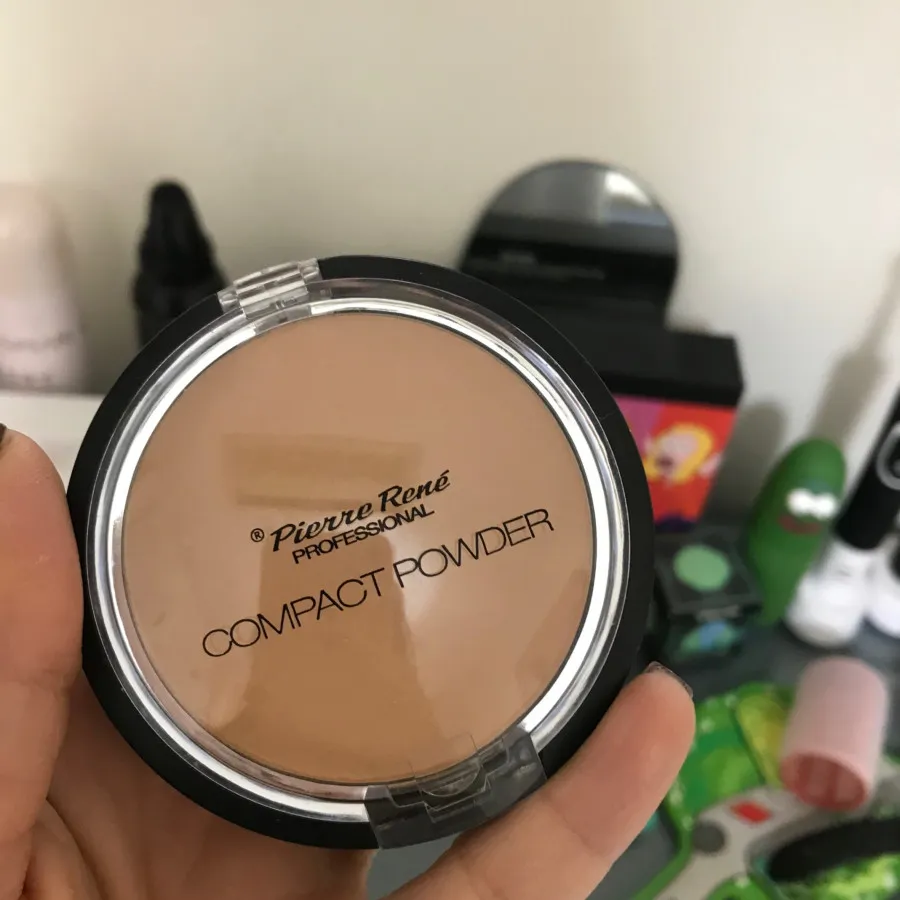 ® Pierre René
PROFESSIONAL
COMPACT POWDER